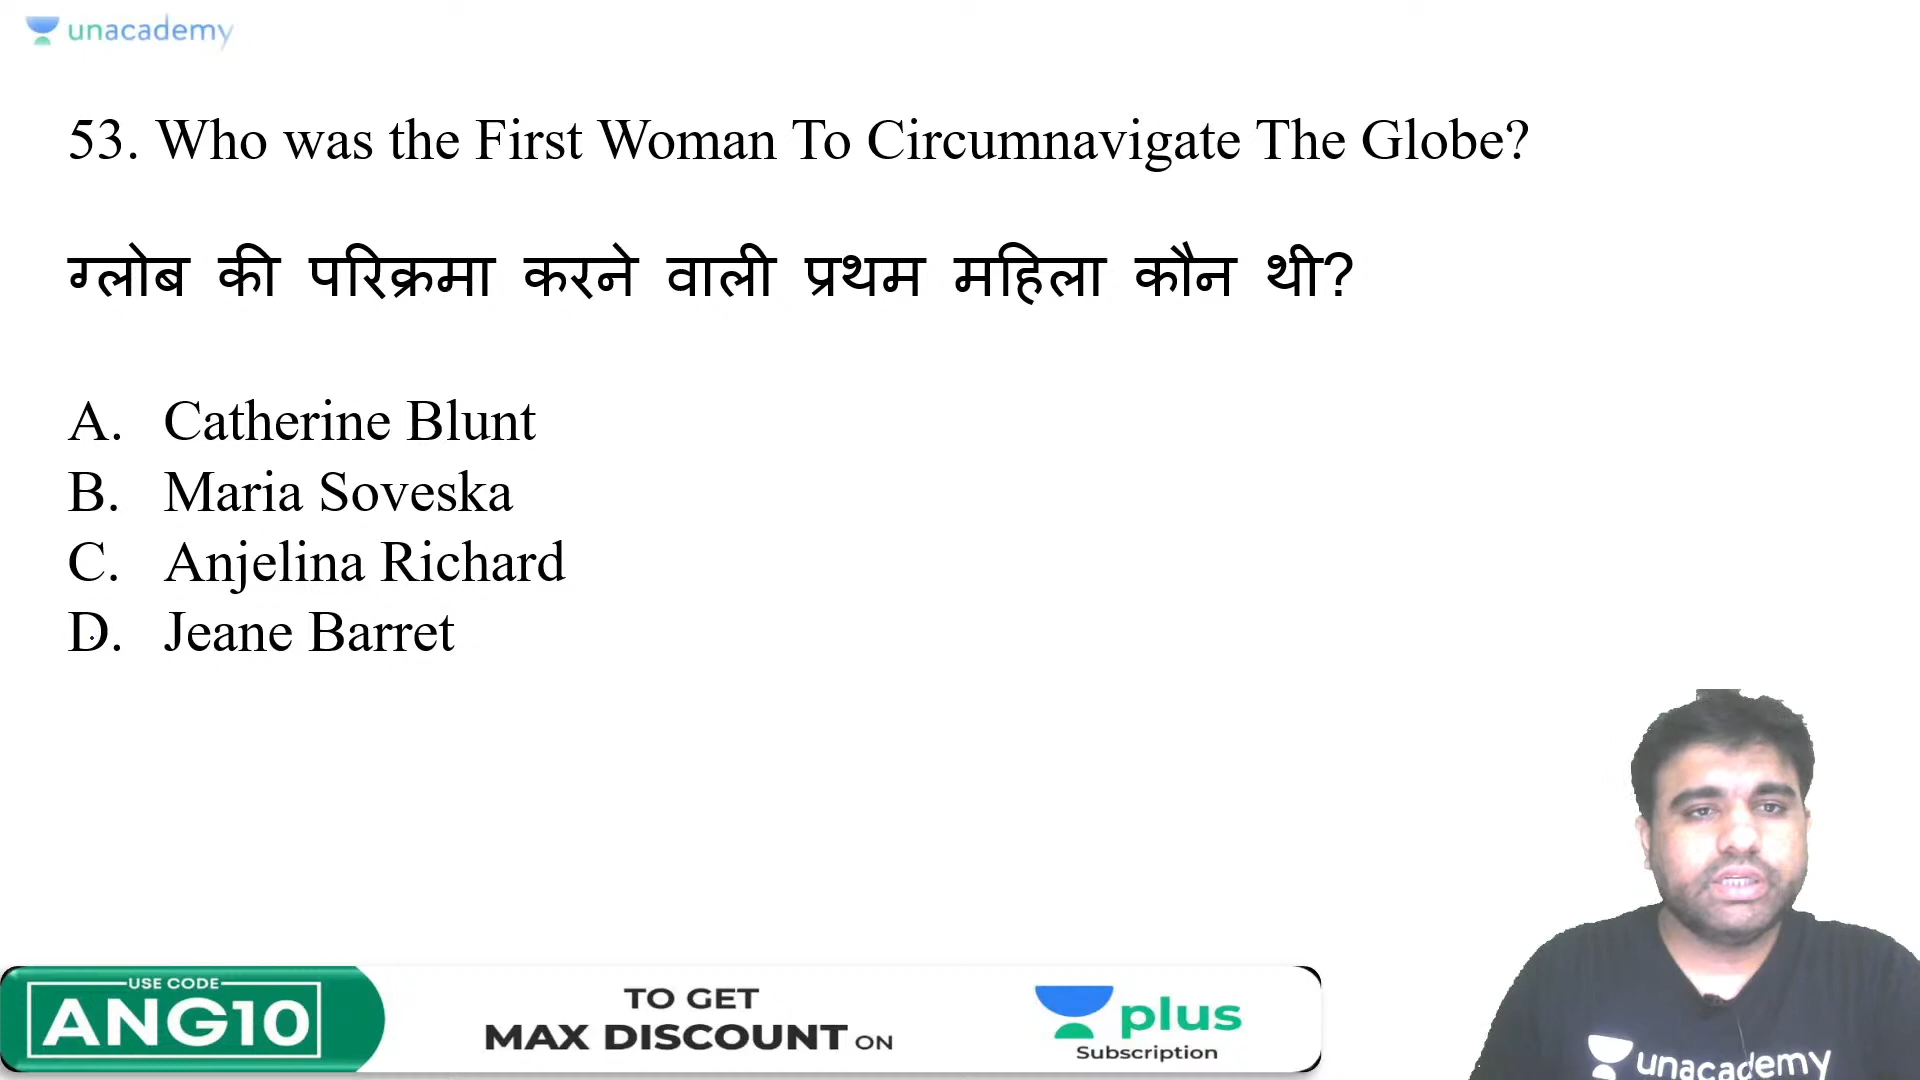 unacademy
53. Who was the First Woman To Circumnavigate The Globe?
ग्लोब की परिक्रमा करने वाली प्रथम महिला कौन थी?
A. Catherine Blunt
B. Maria Soveska
C. Anjelina Richard
D. Jeane Barret
USE CODE
ANG10
TO GET
MAX DISCOUNT ON
plus
Subscription
unacademy